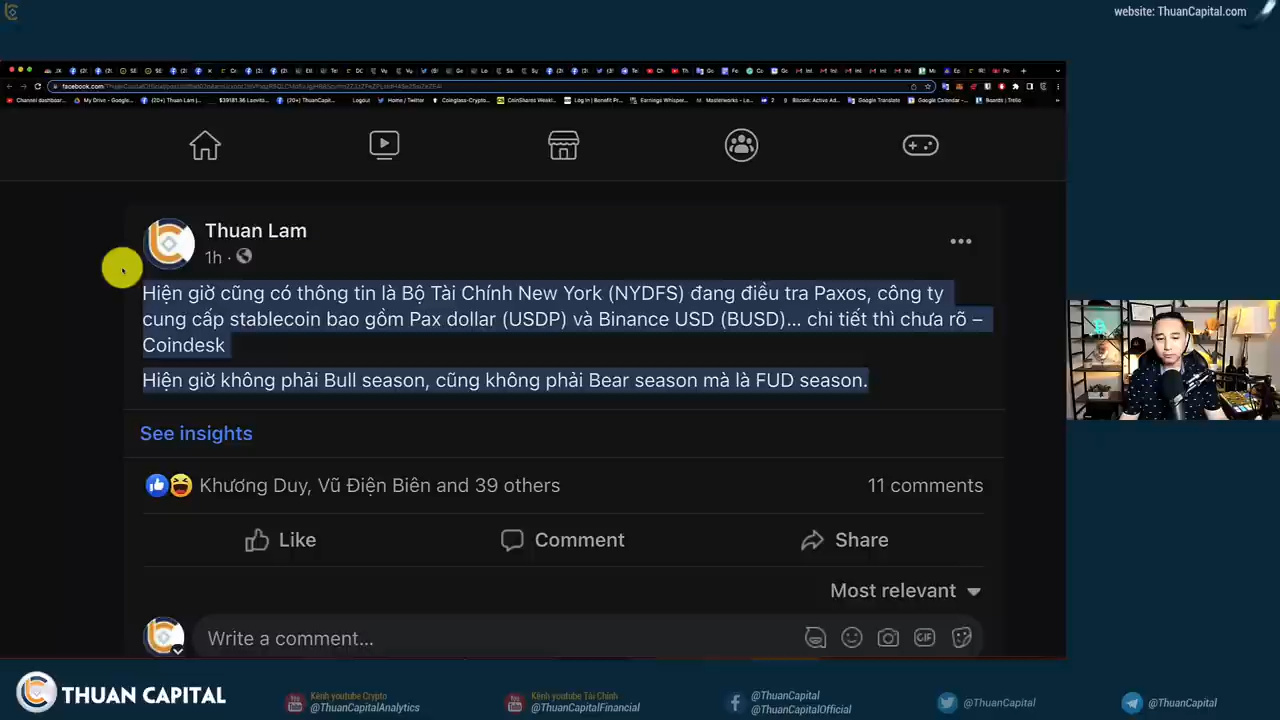 website: ThuanCapital.com
facebook.com
Thuan Lam
1h ·
Hiện giờ cũng có thông tin là Bộ Tài Chính New York (NYDFS) đang điều tra Paxos, công ty
cung cấp stablecoin bao gồm Pax dollar (USDP) và Binance USD (BUSD)... chi tiết thì chưa rõ –
Coindesk
Hiện giờ không phải Bull season, cũng không phải Bear season mà là FUD season.
See insights
Khương Duy, Vũ Điện Biên and 39 others
11 comments
Like
Comment
Share
Most relevant
Write a comment...
GIF
THUAN CAPITAL
Kênh youtube Crypto
@ThuanCapitalAnalytics
Kênh youtube Tài Chính
@ThuanCapitalFinancial
@ThuanCapital
@ThuanCapitalOfficial
@ThuanCapital
@ThuanCapital